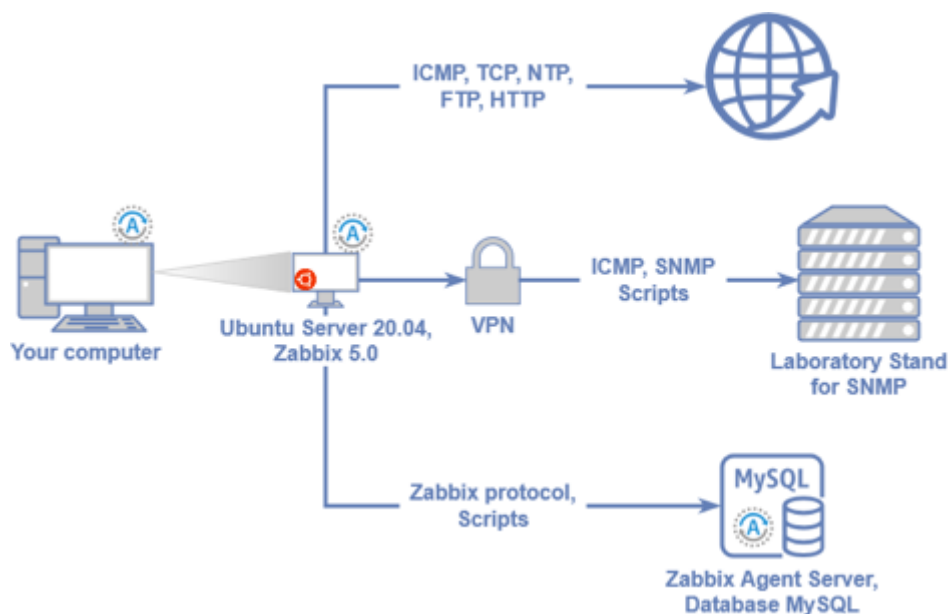 ICMP, TCP, NTP,
FTP, HTTP
A
A
ICMP, SNMP
Scripts
VPN
Your computer
Ubuntu Server 20.04,
Zabbix 5.0
Laboratory Stand
for SNMP
Zabbix protocol,
Scripts
MySQL
A
Zabbix Agent Server,
Database MySQL